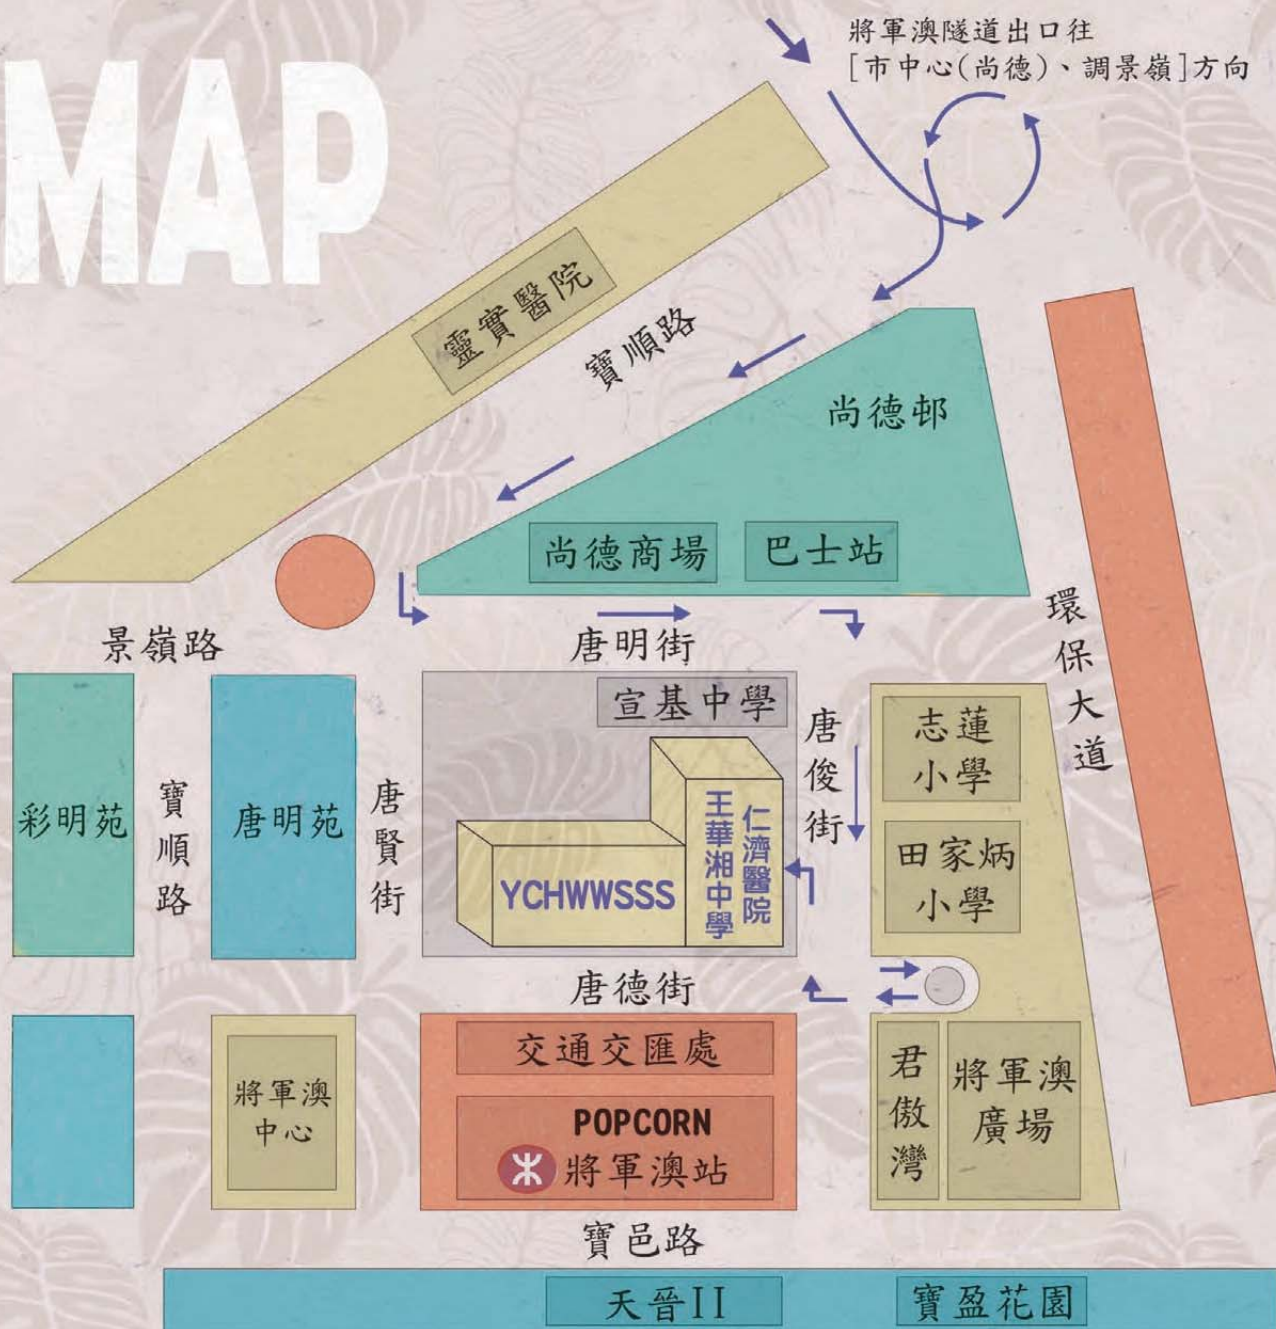 將軍澳隧道出口往
[市中心(尚德)、調景嶺]方向
MAP
靈實醫院
寶順路
尚德邨
尚德商場
巴士站
環保大道
景嶺路
唐明街
宣基中學
志蓮
小學
唐俊街
彩明苑
寶順路
唐明苑
唐賢街
YCHWWSSS
仁濟醫院
王華湘中學
田家炳
小學
唐德街
交通交匯處
將軍澳
中心
POPCORN
將軍澳站
君傲灣
將軍澳
廣場
寶邑路
天晉II
寶盈花園